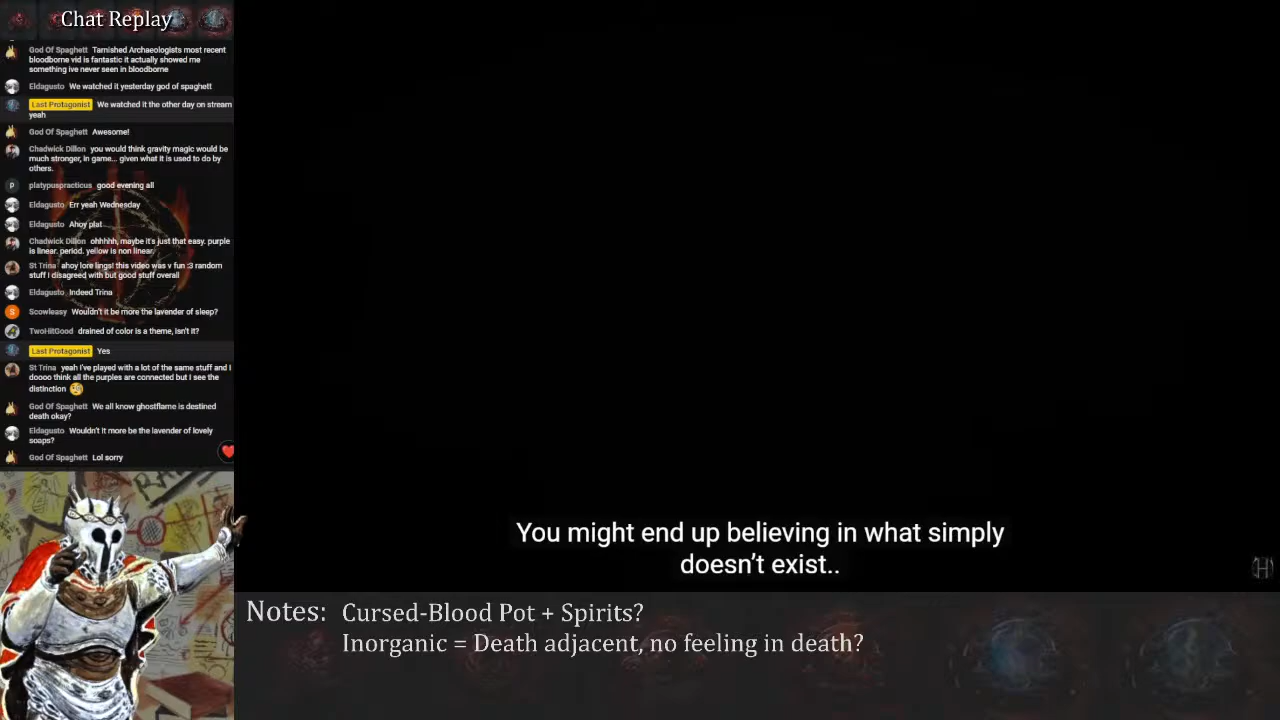 Chat Replay
God Of Spaghett Tarnished Archaeologists most recent
bloodborne vid is fantastic it actually showed me
something ive never seen in bloodborne
Eldagusto We watched it yesterday god of spaghett
Last Protagonist We watched it the other day on stream
yeah
God Of Spaghett Awesome!
Chadwick Dillon you would think gravity magic would be
much stronger, in game... given what it is used to do by
others.
P platypuspracticus good evening all
Eldagusto Err yeah Wednesday
Eldagusto Ahoy plat
Chadwick Dillon ohhhhh, maybe it's just that easy. purple
is linear. period. yellow is non linear.
St Trina ahoy lore lings! this video was v fun :3 random
stuff I disagreed with but good stuff overall
Eldagusto Indeed Trina
S Scowleasy Wouldn't it be more the lavender of sleep?
TwoHitGood drained of color is a theme, isn't it?
Last Protagonist Yes
St Trina yeah I've played with a lot of the same stuff and I
doooo think all the purples are connected but I see the
distinction
God Of Spaghett We all know ghostflame is destined
death okay?
Eldagusto Wouldn't it more be the lavender of lovely
soaps?
God Of Spaghett Lol sorry
You might end up believing in what simply
doesn't exist..
H
Notes: Cursed-Blood Pot + Spirits?
Inorganic = Death adjacent, no feeling in death?